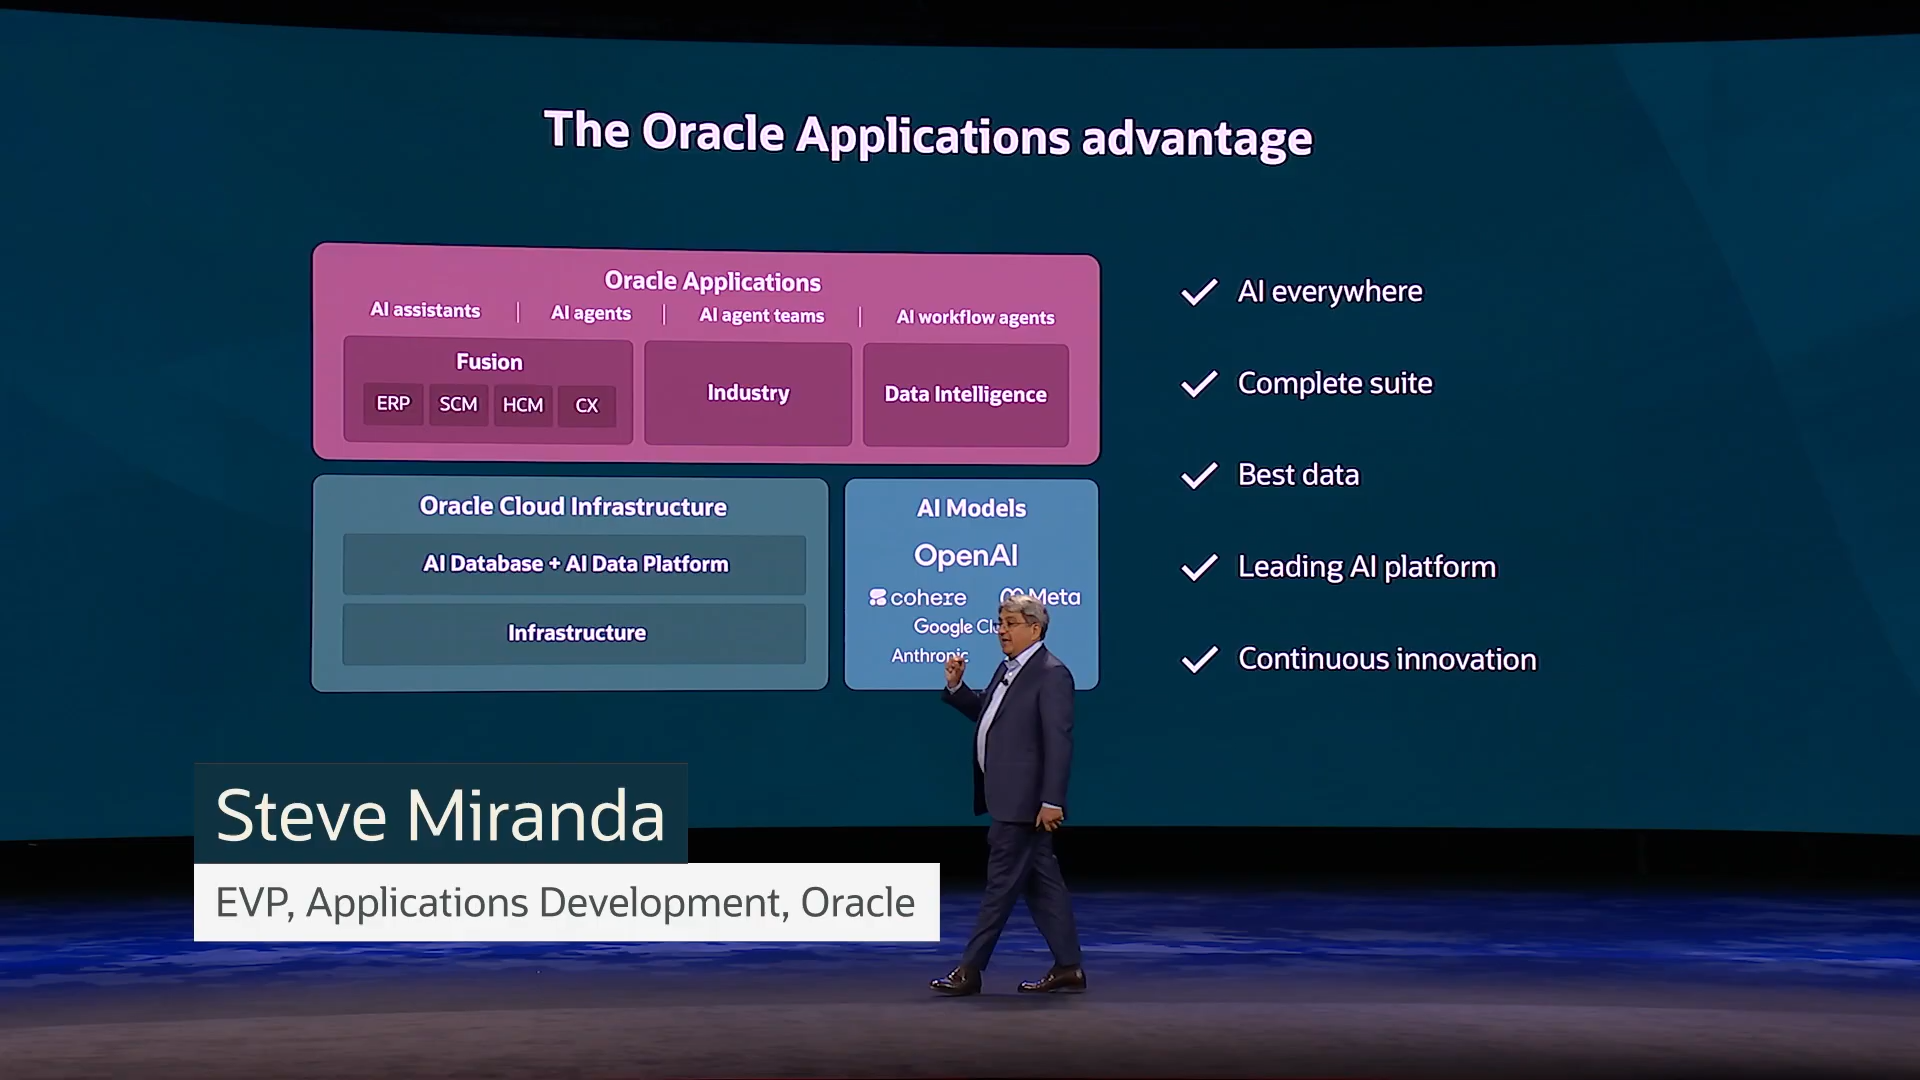 The Oracle Applications advantage
Oracle Applications
AI assistants | AI agents | AI agent teams | AI workflow agents
Fusion
ERP SCM HCM CX
Industry
Data Intelligence
Oracle Cloud Infrastructure
AI Database + AI Data Platform
Infrastructure
AI Models
OpenAI
cohere Meta
Google
Anthropic
AI everywhere
Complete suite
Best data
Leading AI platform
Continuous innovation
Steve Miranda
EVP, Applications Development, Oracle